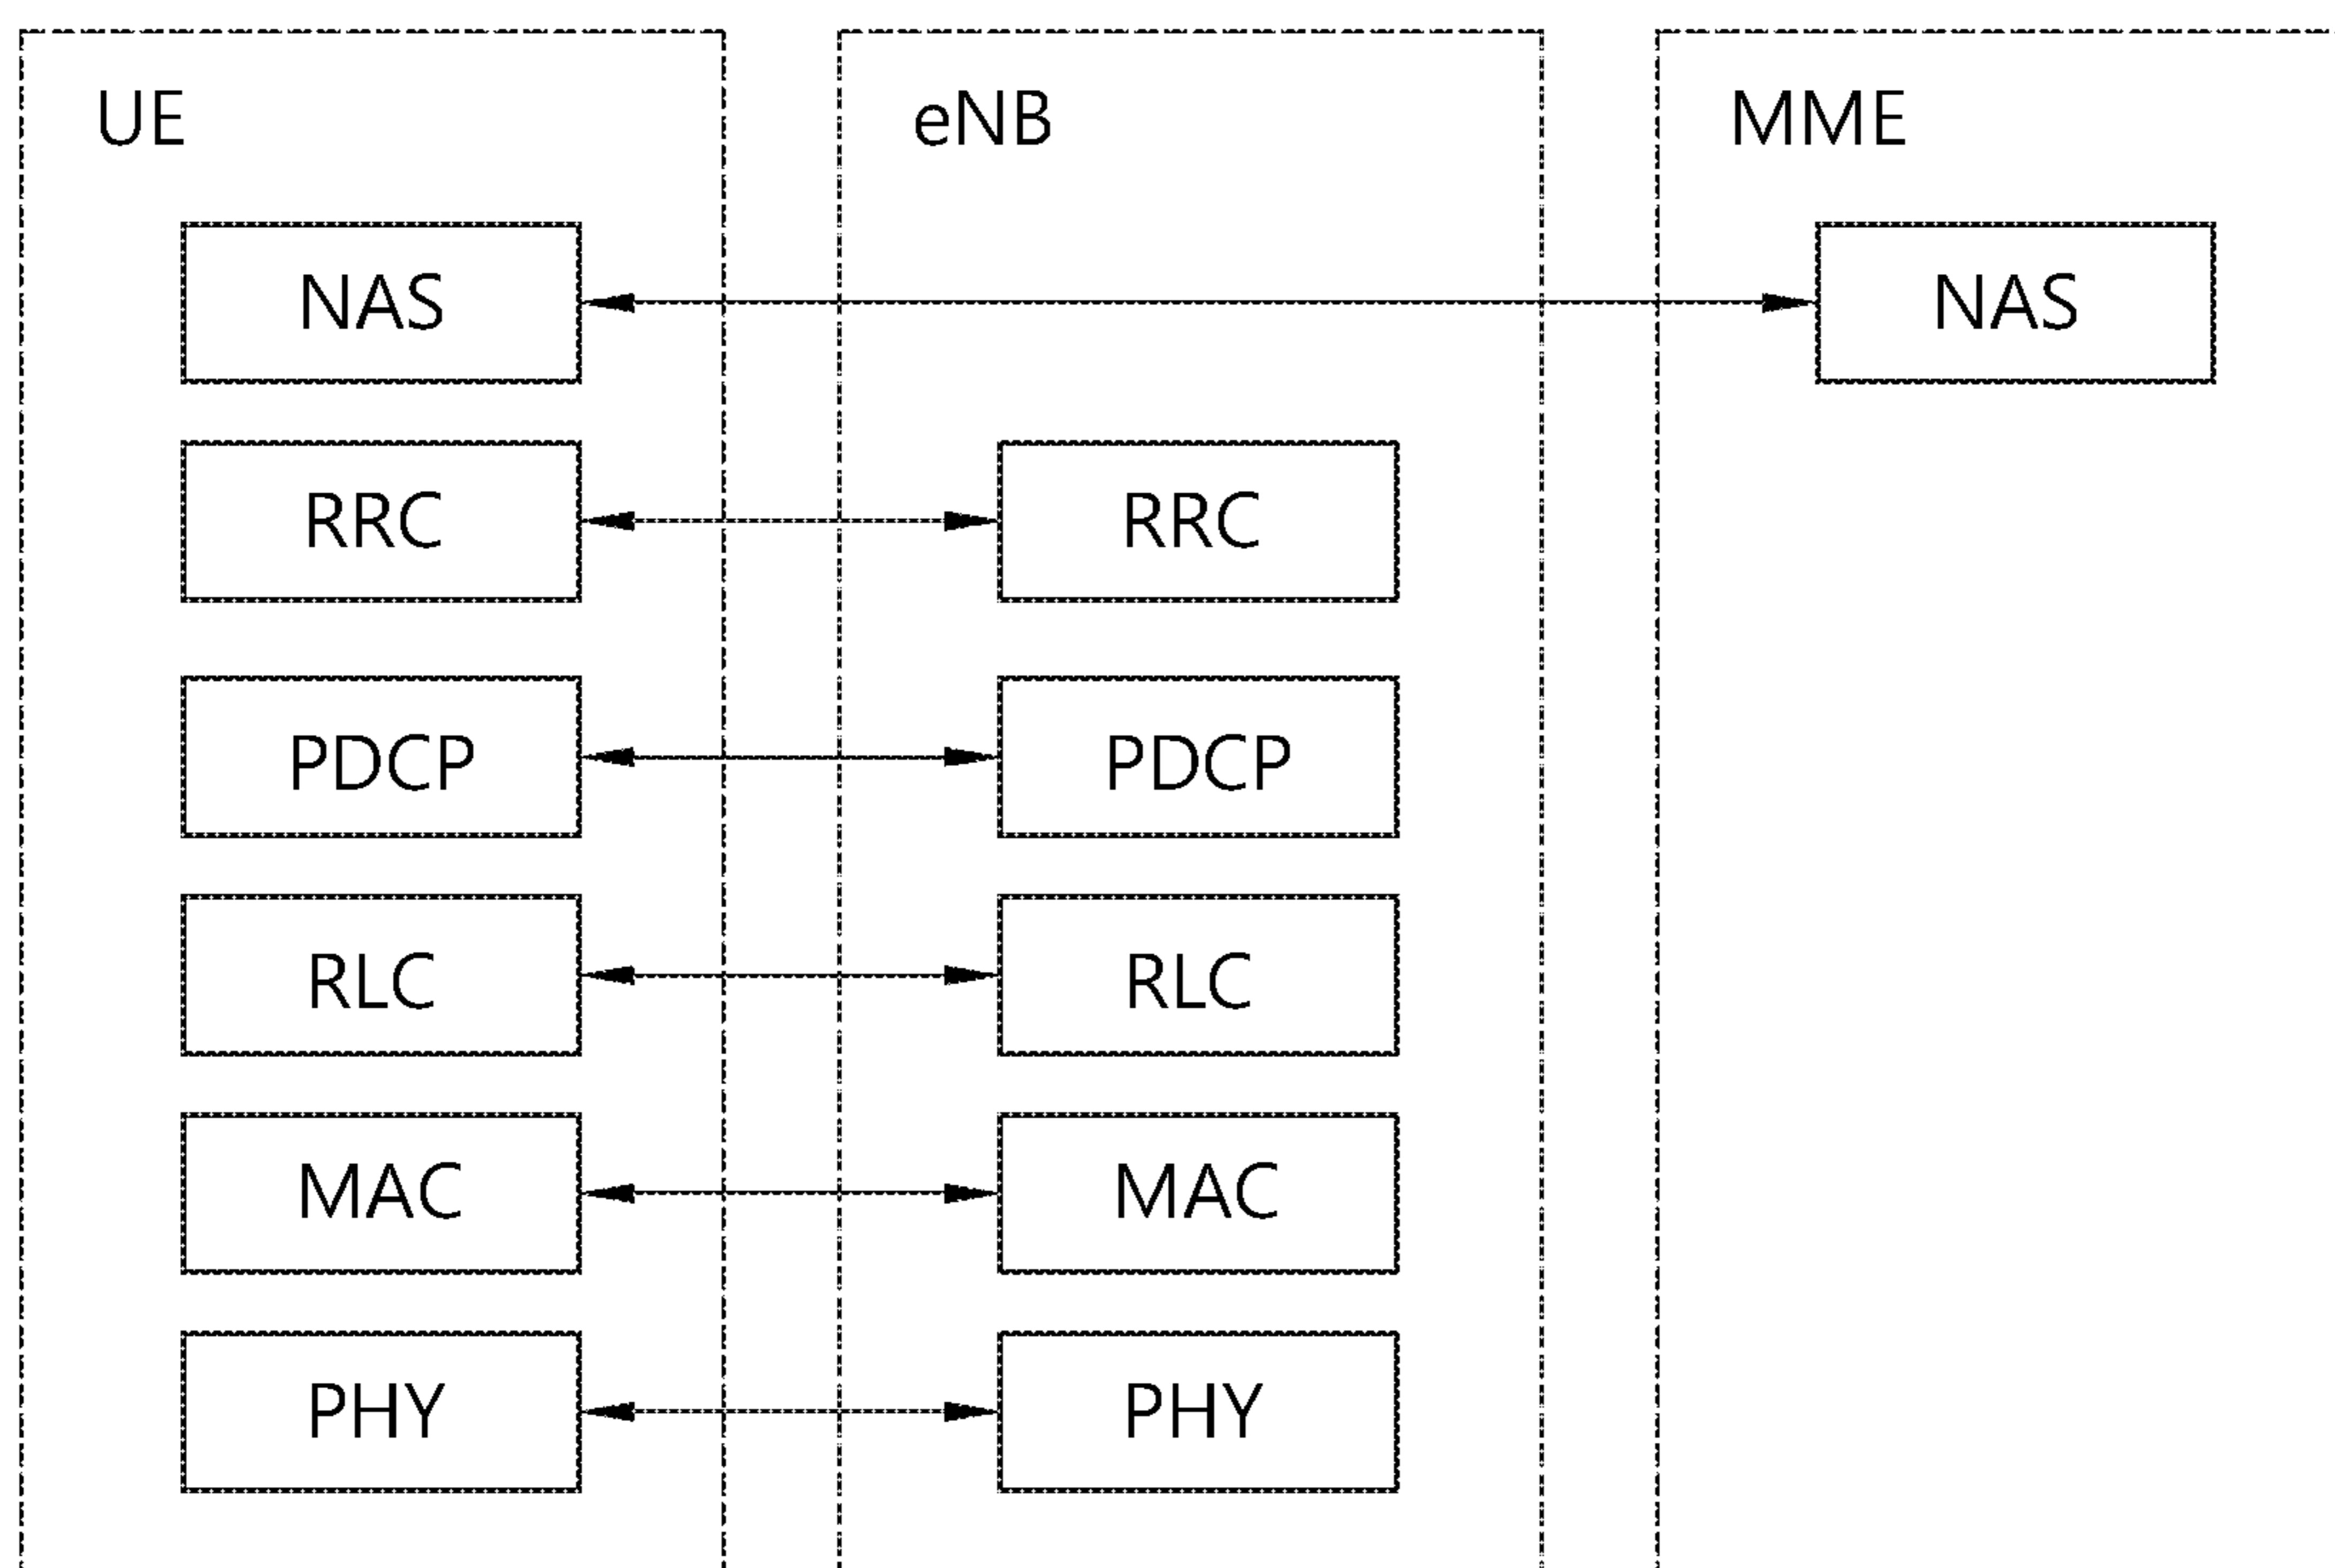 UE
eNB
MME
NAS
NAS
RRC
RRC
PDCP
PDCP
RLC
RLC
MAC
MAC
PHY
PHY